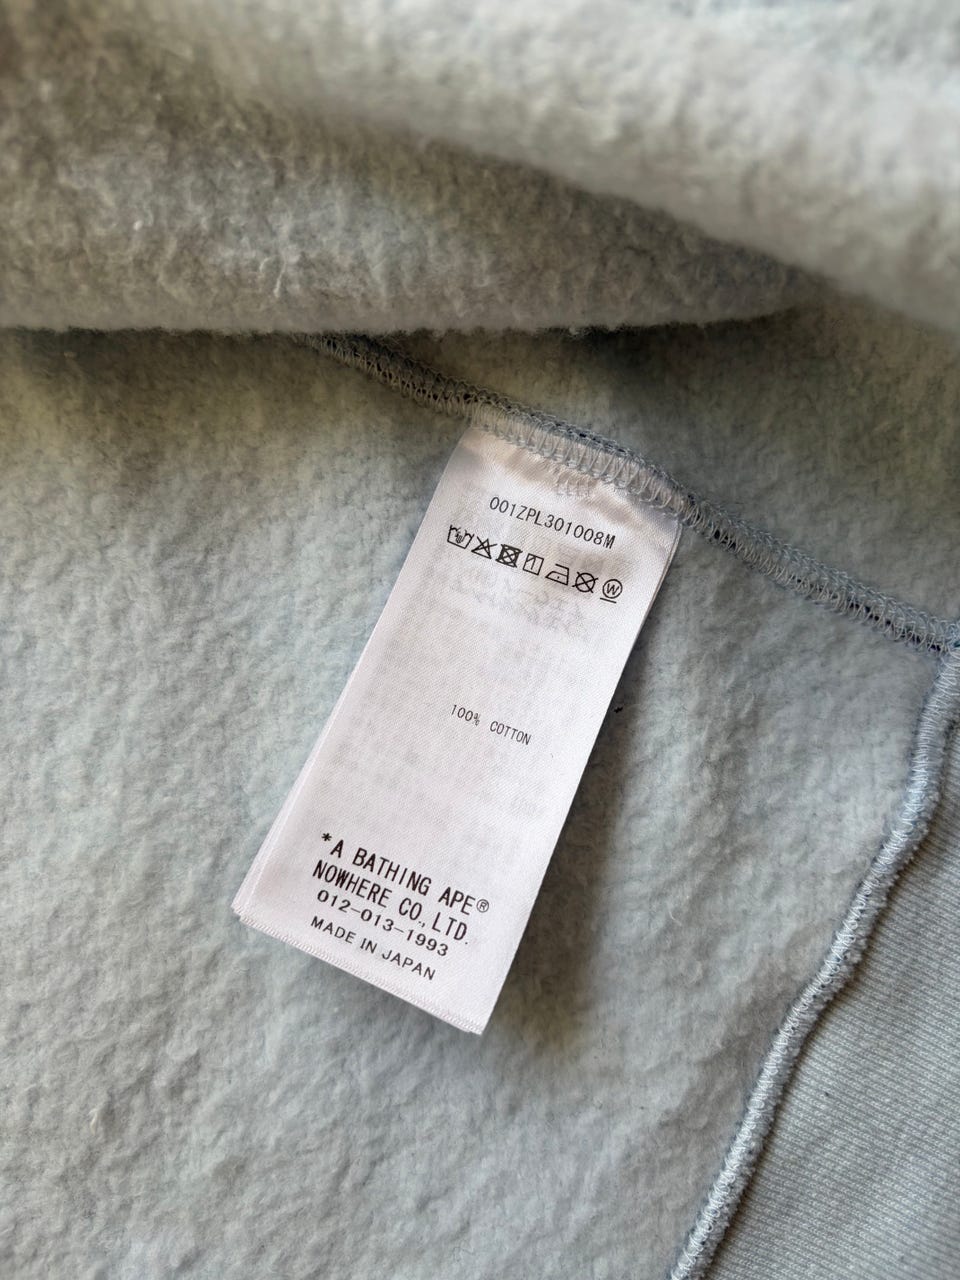 001ZPL301008M
W
100% COTTON
*A BATHING APE®
NOWHERE CO., LTD.
012-013-1993
MADE IN JAPAN